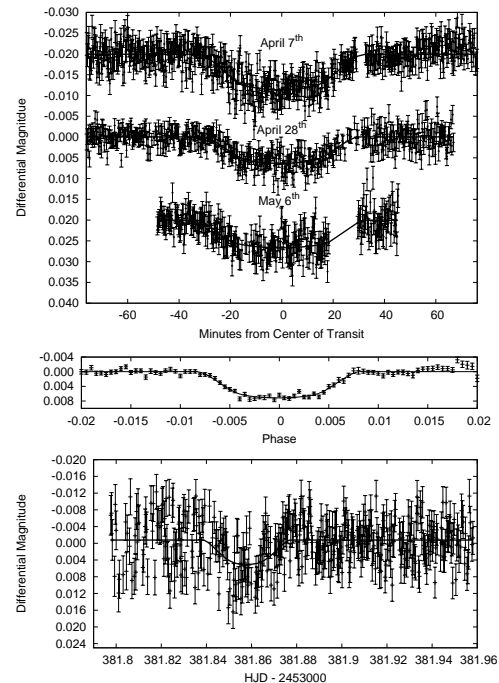 -0.030
-0.025
-0.020
-0.015
-0.010
-0.005
0.000
0.005
0.010
0.015
0.020
0.025
0.030
0.035
0.040
Differential Magnitdue
April 7th
April 28th
May 6th
-60 -40 -20 0 20 40 60
Minutes from Center of Transit
-0.004
0.000
0.004
0.008
-0.02 -0.015 -0.01 -0.005 0 0.005 0.01 0.015 0.02
Phase
-0.020
-0.016
-0.012
-0.008
-0.004
0.000
0.004
0.008
0.012
0.016
0.020
0.024
Differential Magnitude
381.8 381.82 381.84 381.86 381.88 381.9 381.92 381.94 381.96
HJD - 2453000